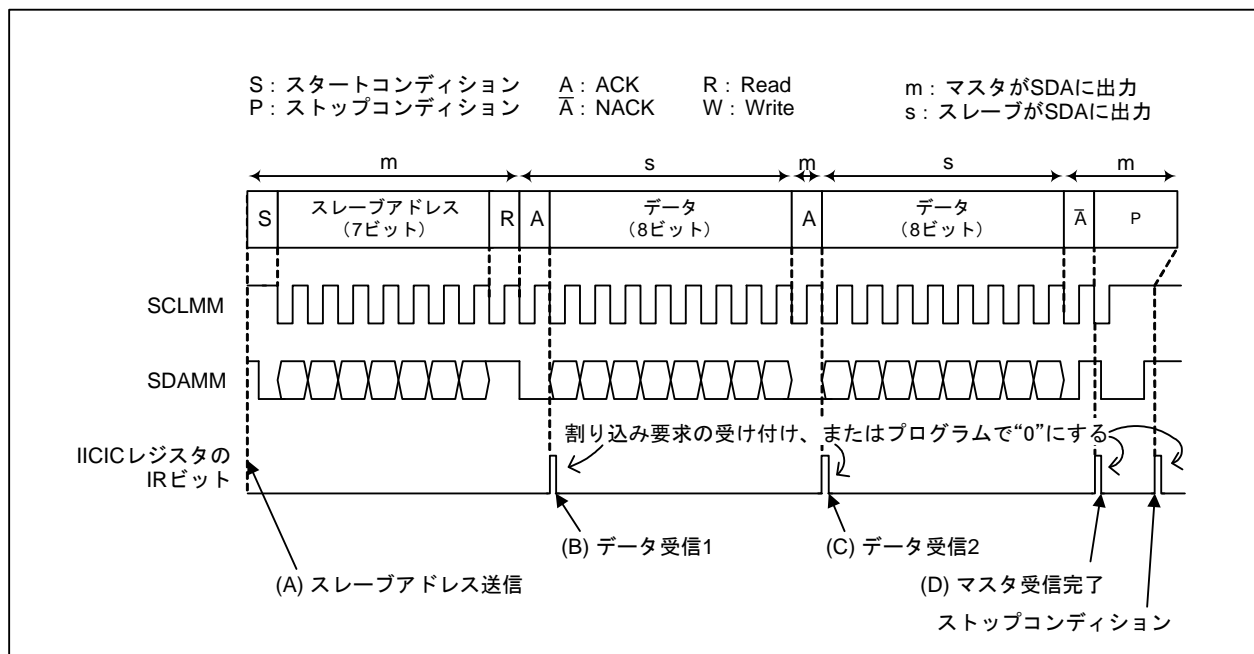 S : スタートコンディション A : ACK R : Read m : マスタがSDAに出力
P : ストップコンディション A̅ : NACK W : Write s : スレーブがSDAに出力
m s m s m
S スレーブアドレス (7ビット) R A データ (8ビット) A データ (8ビット) A̅ P
SCLMM
SDAMM
割り込み要求の受け付け、またはプログラムで“0”にする
IICICレジスタの
IRビット
(B) データ受信1 (C) データ受信2
(A) スレーブアドレス送信 (D) マスタ受信完了
ストップコンディション